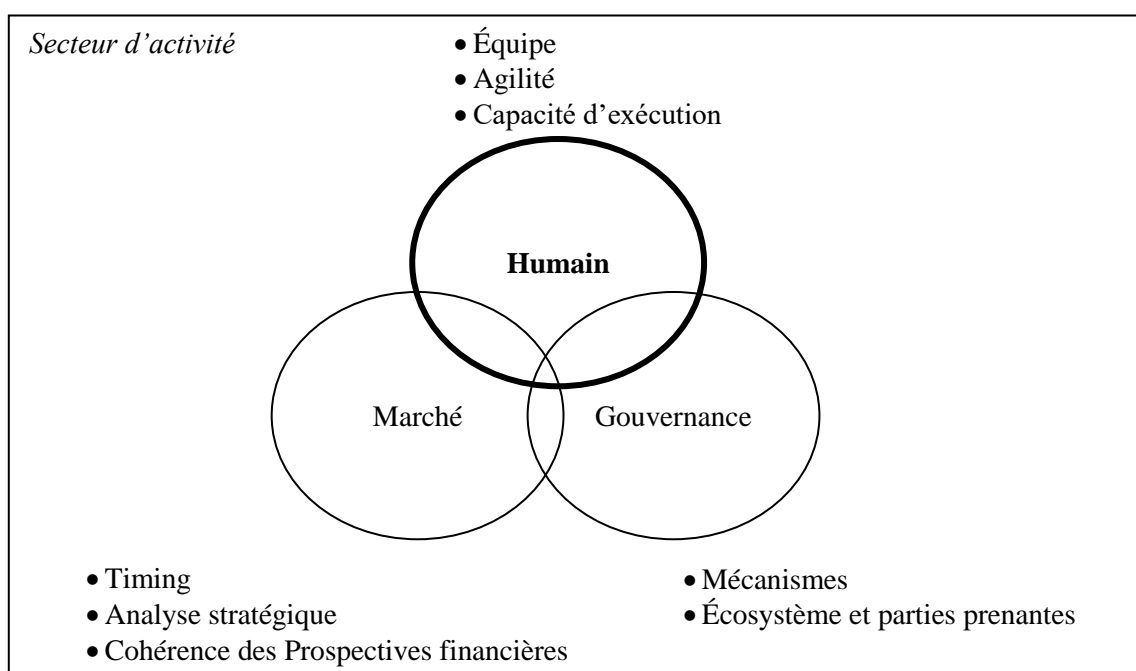 Secteur d'activité
• Équipe
• Agilité
• Capacité d'exécution
Humain
Marché
Gouvernance
• Timing
• Analyse stratégique
• Cohérence des Prospectives financières
• Mécanismes
• Écosystème et parties prenantes